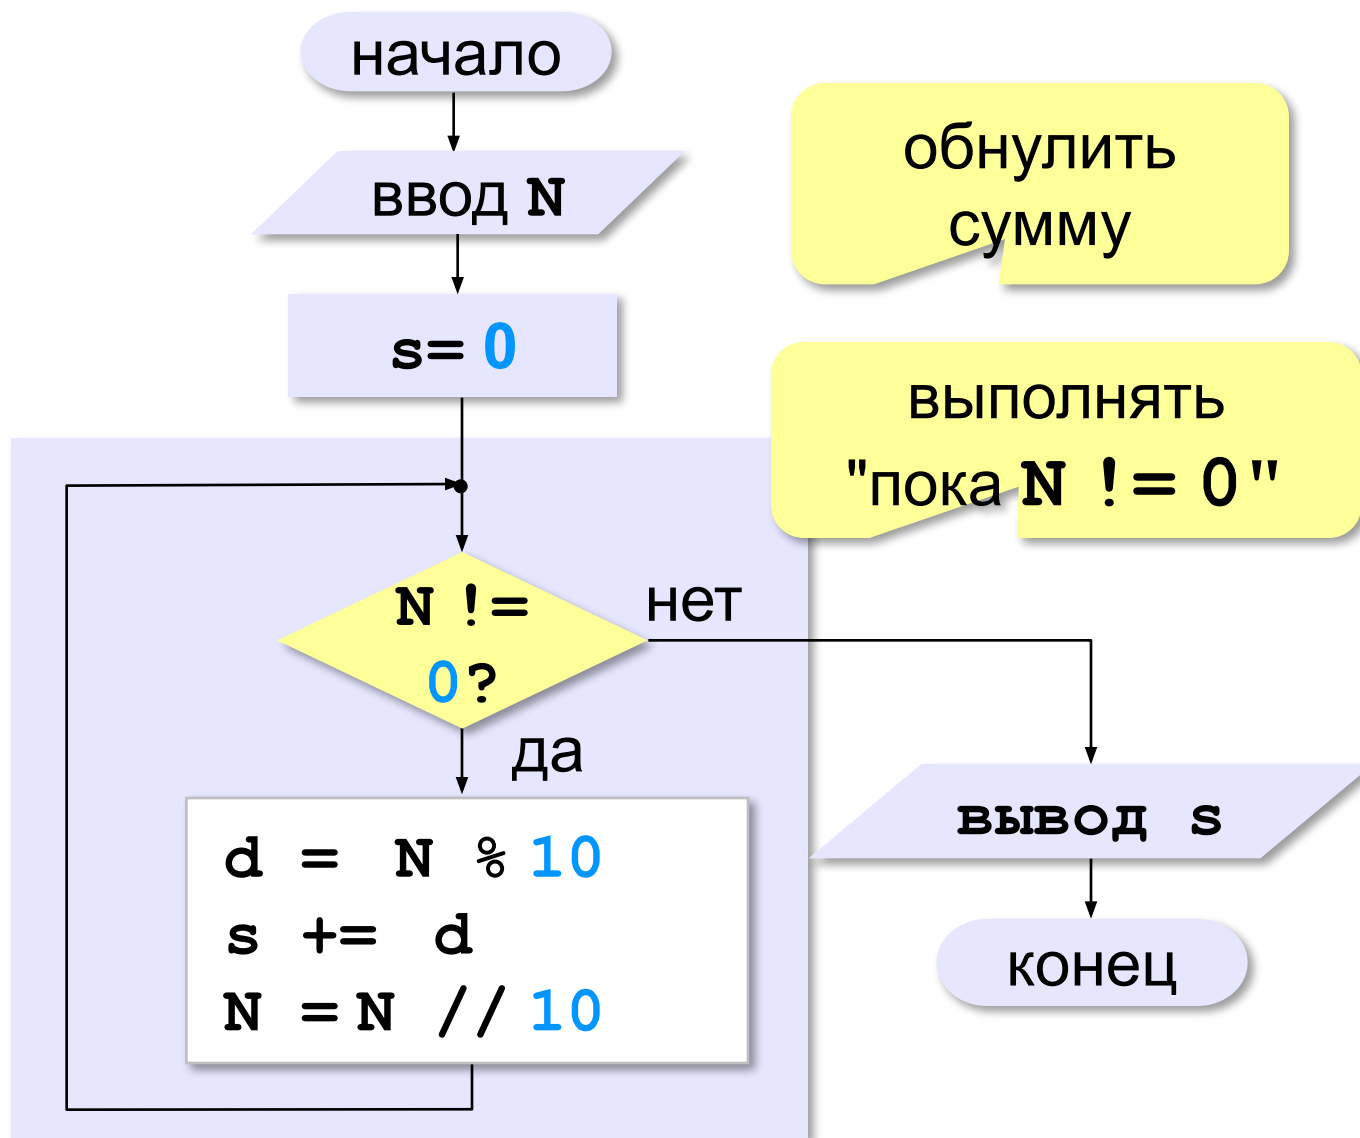 начало
ввод N
s= 0
обнулить
сумму
выполнять
"пока N != 0"
N !=
0?
нет
да
d = N % 10
s += d
N = N // 10
вывод s
конец